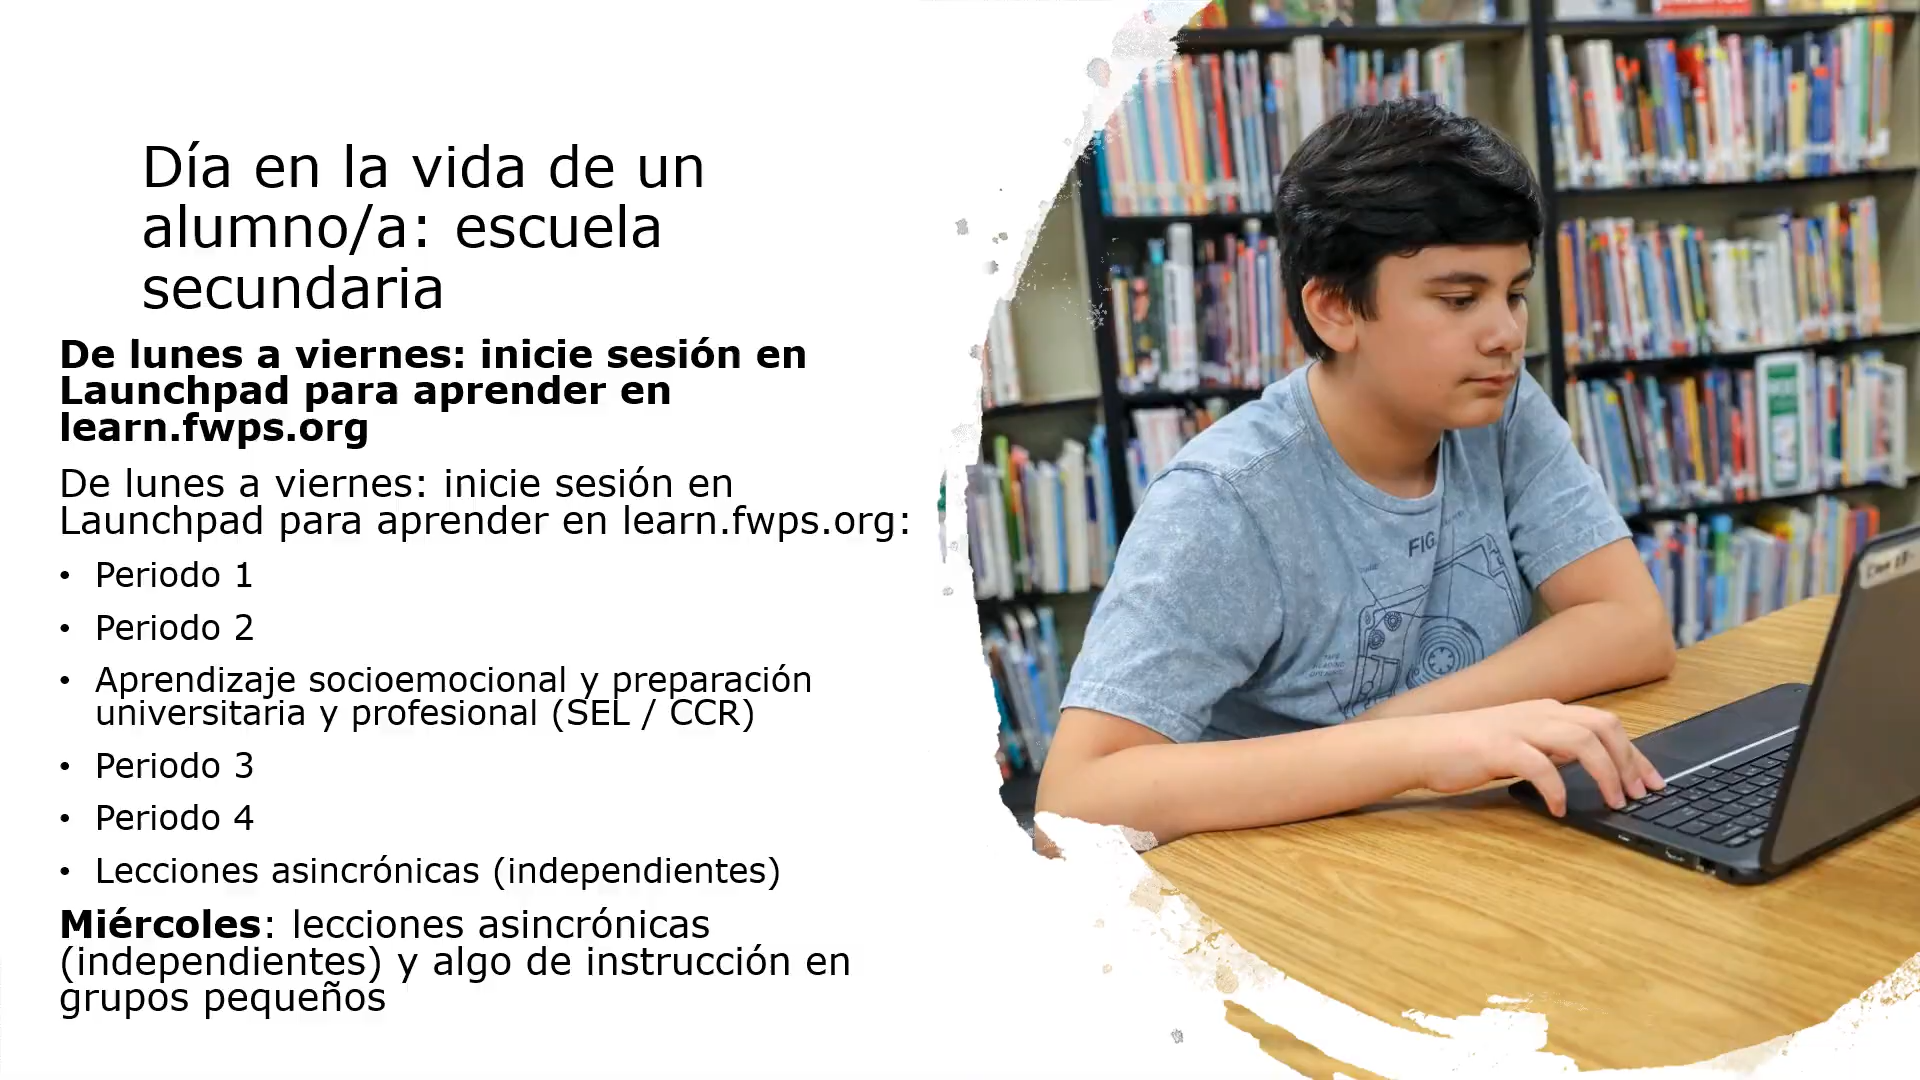 Día en la vida de un
alumno/a: escuela
secundaria
De lunes a viernes: inicie sesión en
Launchpad para aprender en
learn.fwps.org
De lunes a viernes: inicie sesión en
Launchpad para aprender en learn.fwps.org:
• Periodo 1
• Periodo 2
• Aprendizaje socioemocional y preparación
universitaria y profesional (SEL / CCR)
• Periodo 3
• Periodo 4
• Lecciones asincrónicas (independientes)
Miércoles: lecciones asincrónicas
(independientes) y algo de instrucción en
grupos pequeños
FIG.